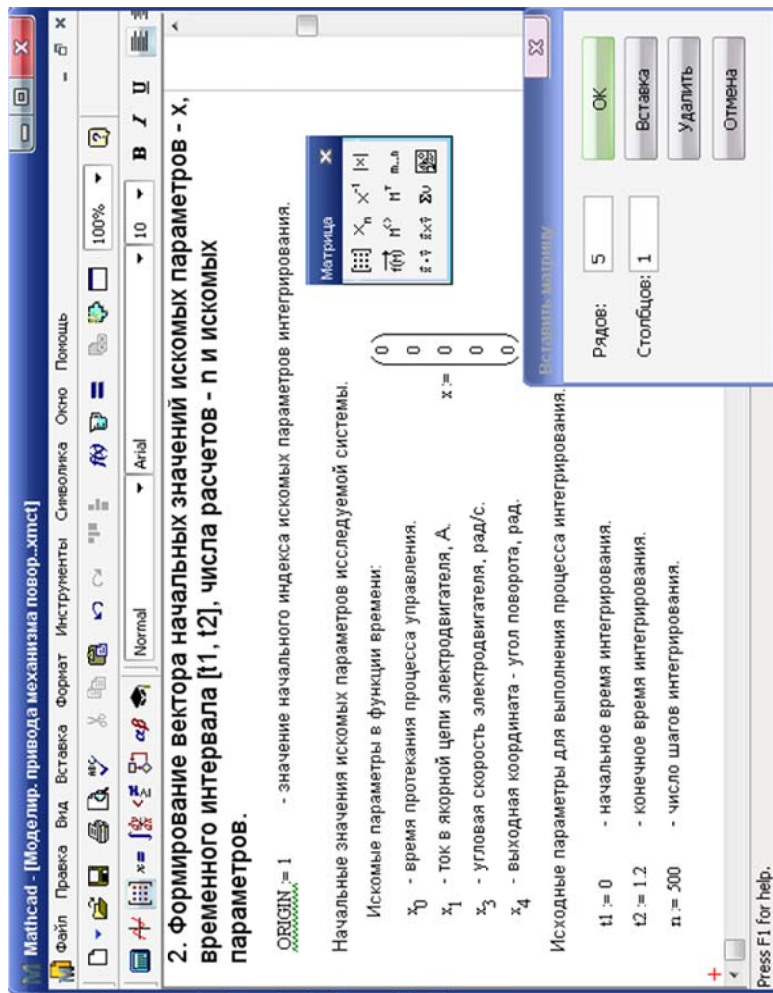 Mathcad - [Моделир. привода механизма повор..xmct]
Файл Правка Вид Вставка Формат Инструменты Символика Окно Помощь
100%
Normal Arial 10 B I U
2. Формирование вектора начальных значений искомых параметров - x,
временного интервала [t1, t2], числа расчетов - n и искомых
параметров.
ORIGIN := 1 - значение начального индекса искомых параметров интегрирования.
Начальные значения искомых параметров исследуемой системы.
Искомые параметры в функции времени:
x0 - время протекания процесса управления.
x1 - ток в якорной цепи электродвигателя, А.
x3 - угловая скорость электродвигателя, рад/с.
x4 - выходная координата - угол поворота, рад.
x :=
0
0
0
0
0
Исходные параметры для выполнения процесса интегрирования.
t1 := 0 - начальное время интегрирования.
t2 := 1.2 - конечное время интегрирования.
n := 500 - число шагов интегрирования.
Матрица
Xn X-1 |x|
f(M) M<> MT m..n
Вставить матрицу
Рядов: 5
Столбцов: 1
OK
Вставка
Удалить
Отмена
Press F1 for help.